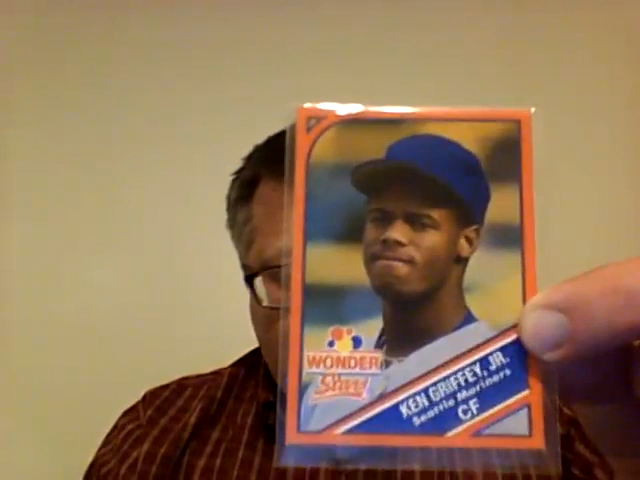 WONDER
Stars
KEN GRIFFEY, JR.
Seattle Mariners
CF